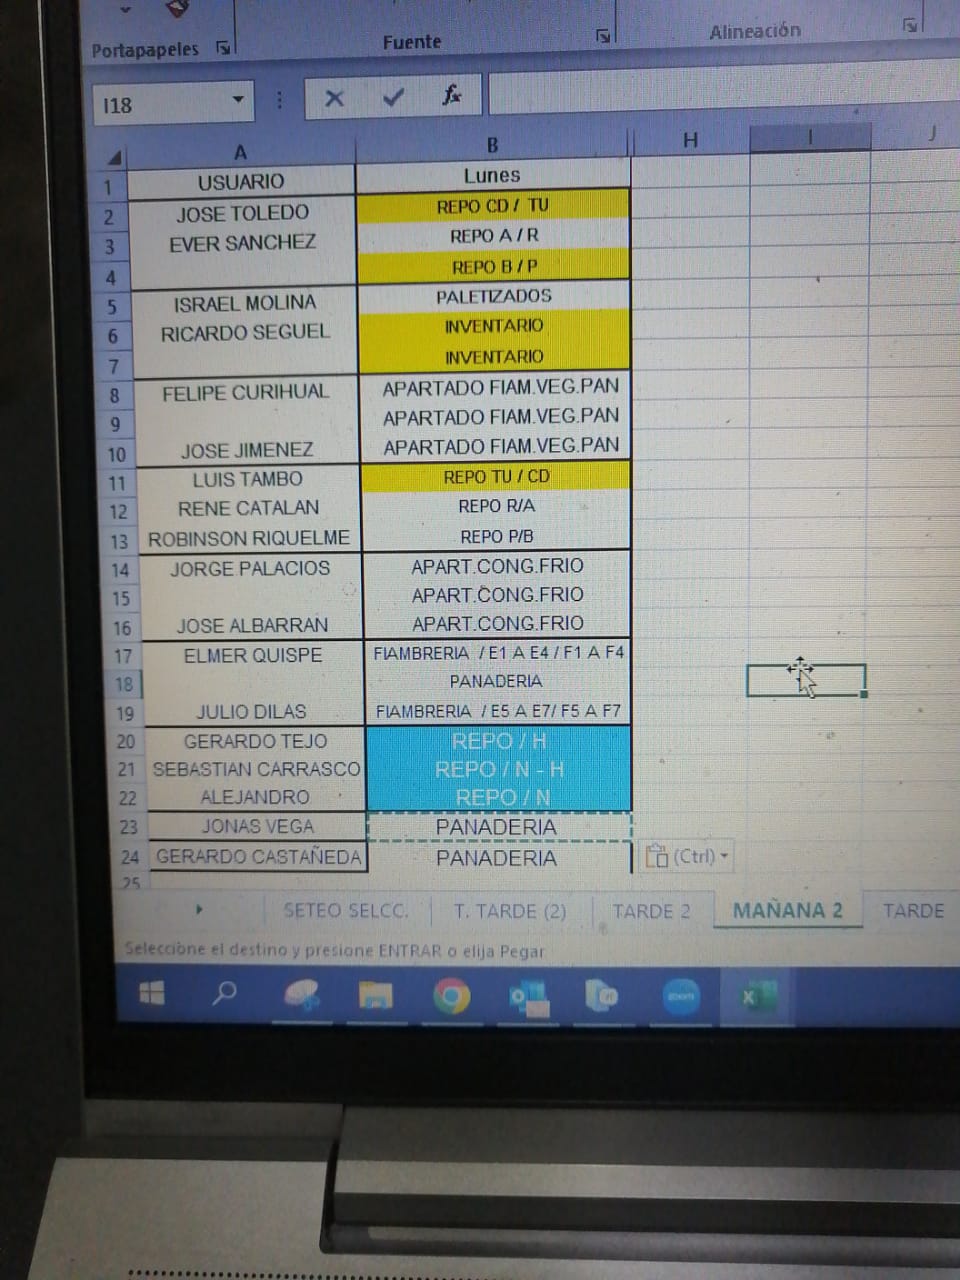 Portapapeles Fuente Alineación
I18 fx
A B H I J
1 USUARIO Lunes
2 JOSE TOLEDO REPO CD / TU
3 EVER SANCHEZ REPO A / R
4 REPO B / P
5 ISRAEL MOLINA PALETIZADOS
6 RICARDO SEGUEL INVENTARIO
7 INVENTARIO
8 FELIPE CURIHUAL APARTADO FIAM.VEG.PAN
9 APARTADO FIAM.VEG.PAN
10 JOSE JIMENEZ APARTADO FIAM.VEG.PAN
11 LUIS TAMBO REPO TU / CD
12 RENE CATALAN REPO R/A
13 ROBINSON RIQUELME REPO P/B
14 JORGE PALACIOS APART.CONG.FRIO
15 APART.CONG.FRIO
16 JOSE ALBARRAN APART.CONG.FRIO
17 ELMER QUISPE FIAMBRERIA / E1 A E4 / F1 A F4
18 PANADERIA
19 JULIO DILAS FIAMBRERIA / E5 A E7/ F5 A F7
20 GERARDO TEJO REPO / H
21 SEBASTIAN CARRASCO REPO / N - H
22 ALEJANDRO REPO / N
23 JONAS VEGA PANADERIA
24 GERARDO CASTAÑEDA PANADERIA (Ctrl)
25
SETEO SELCC. T. TARDE (2) TARDE 2 MAÑANA 2 TARDE
Seleccione el destino y presione ENTRAR o elija Pegar
zoom